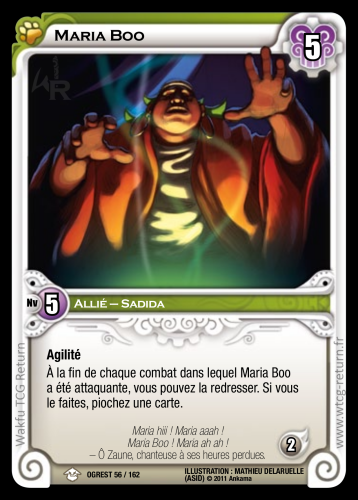 Maria Boo
5
R
Nv 5 Allié – Sadida
Agilité
À la fin de chaque combat dans lequel Maria Boo
a été attaquante, vous pouvez la redresser. Si vous
le faites, piochez une carte.
Maria hiii ! Maria aaah !
Maria Boo ! Maria ah ah !
– Ô Zaune, chanteuse à ses heures perdues.
2
Wakfu TCG Return
www.wtcg-return.fr
OGREST 56 / 162
ILLUSTRATION : MATHIEU DELARUELLE
(ASID) © 2011 Ankama